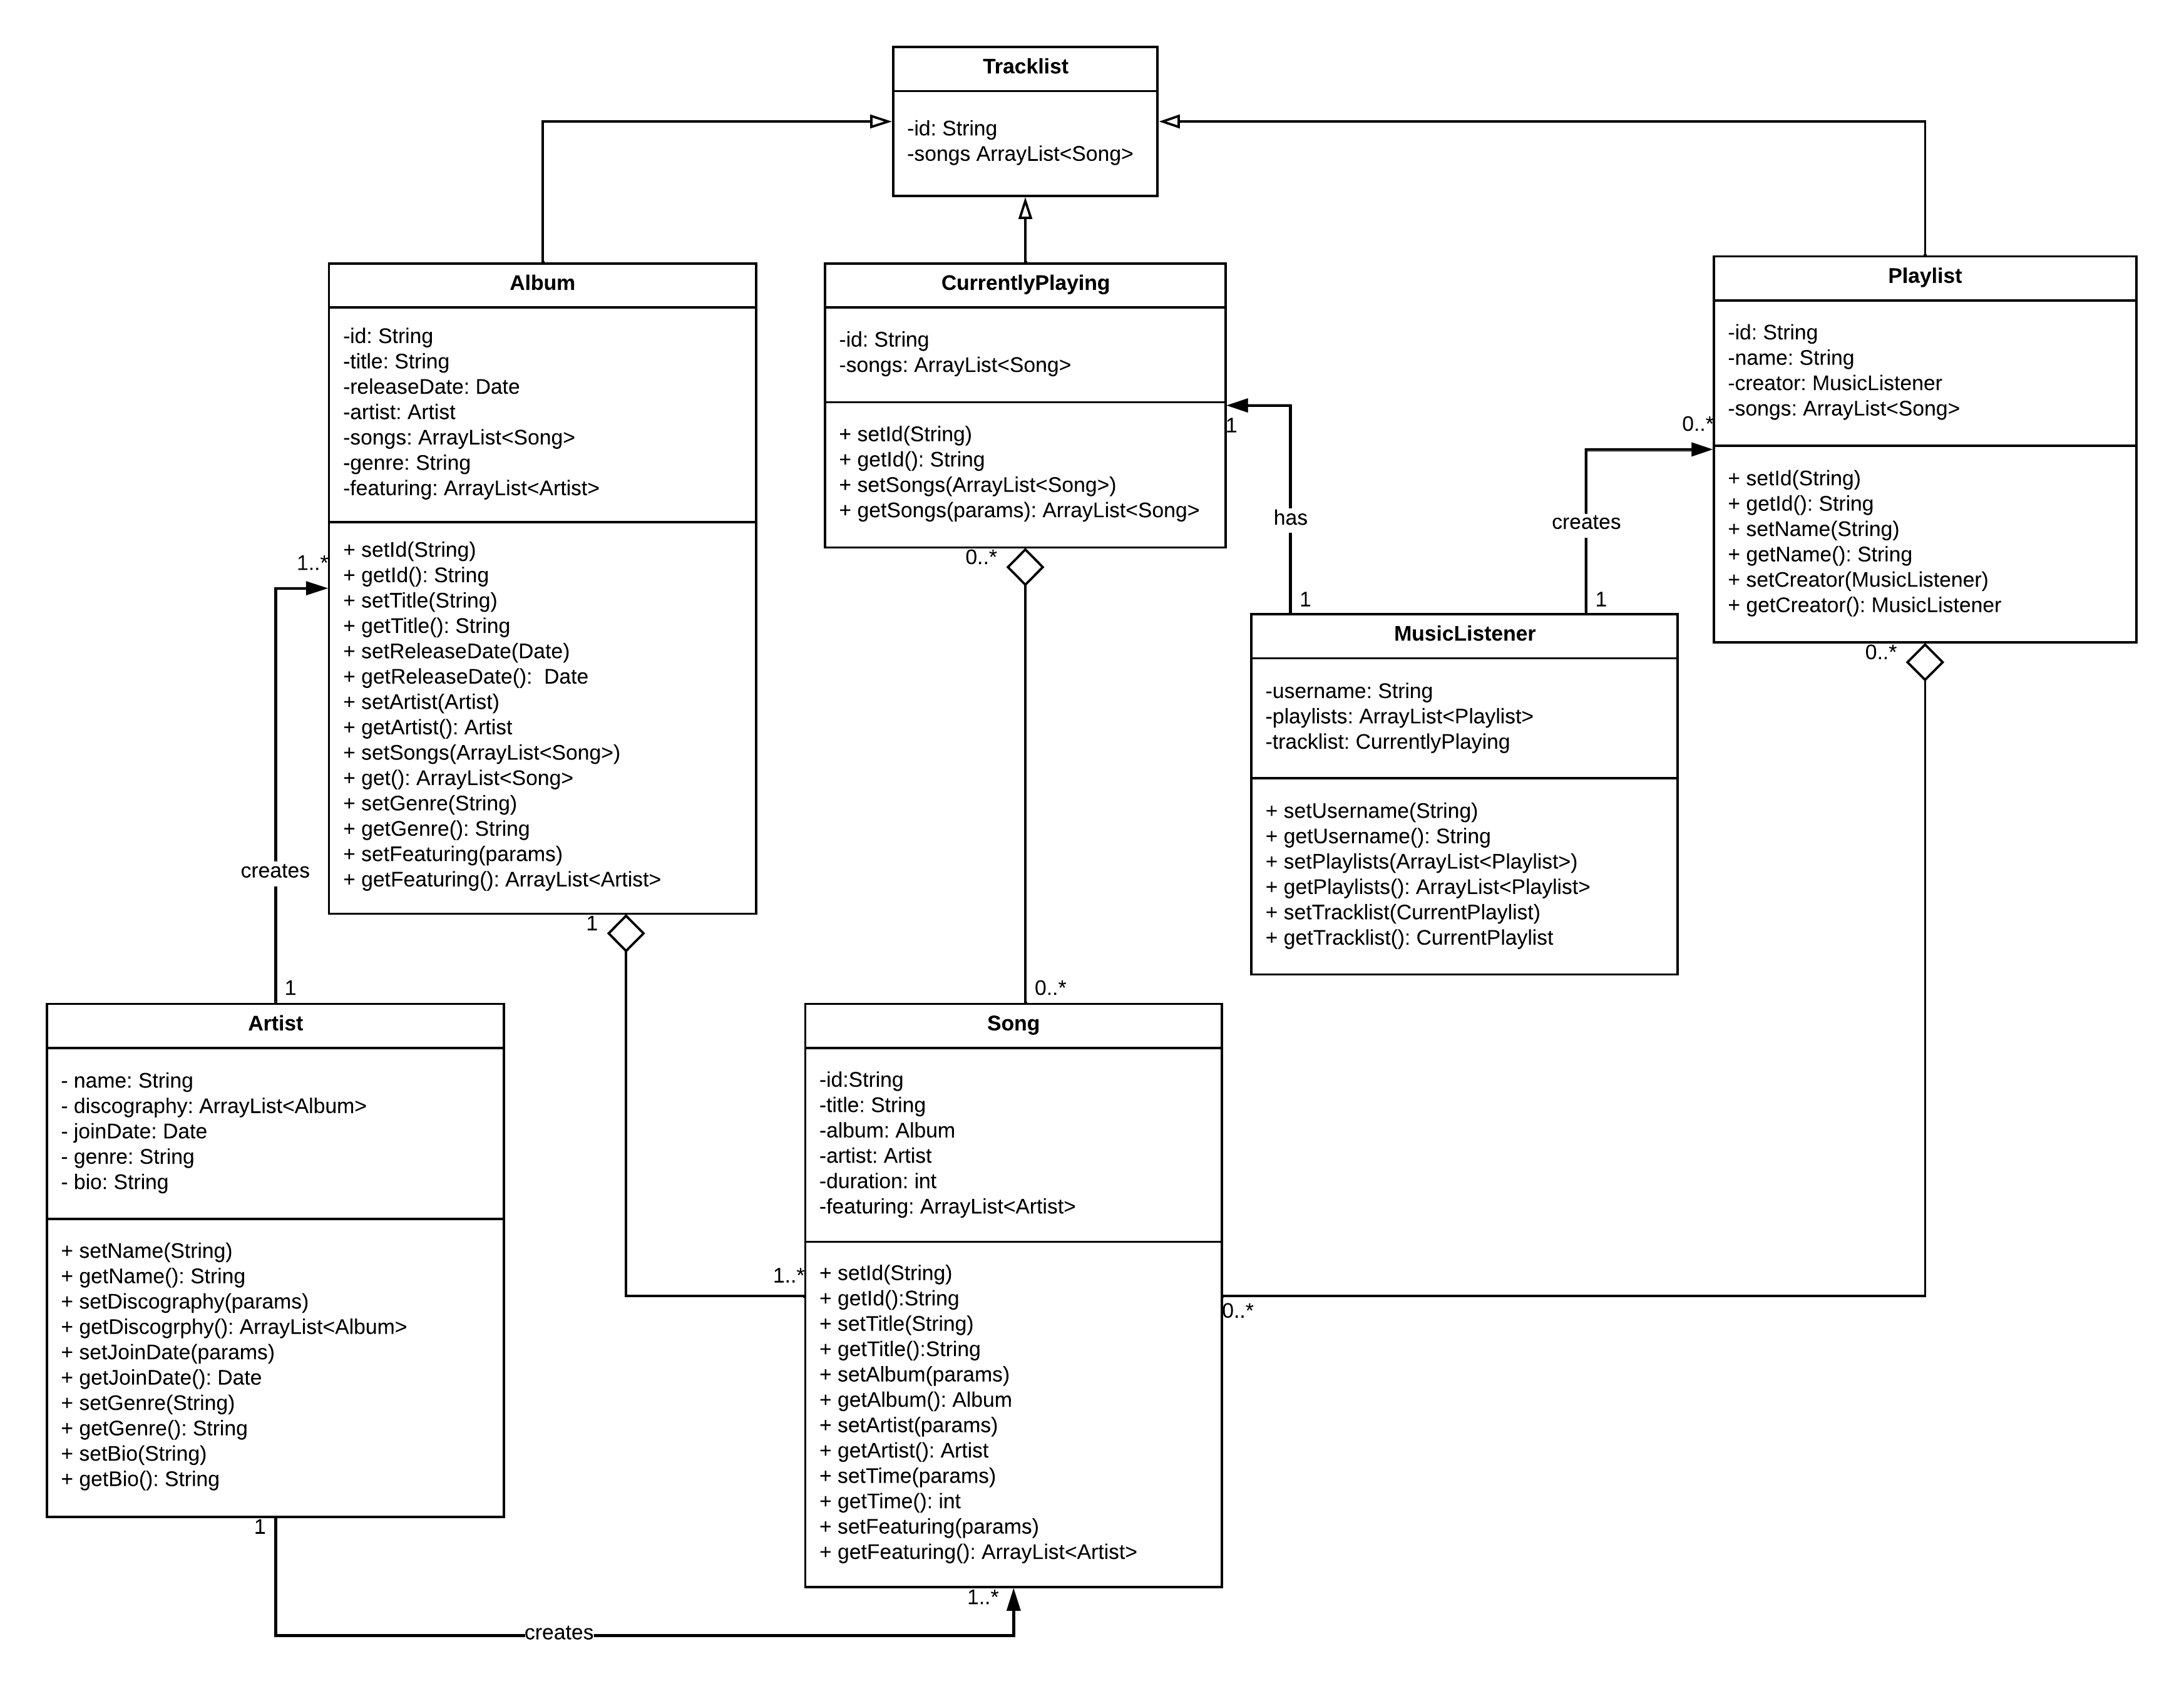 Tracklist
-id: String
-songs ArrayList<Song>
Album
-id: String
-title: String
-releaseDate: Date
-artist: Artist
-songs: ArrayList<Song>
-genre: String
-featuring: ArrayList<Artist>
+ setId(String)
+ getId(): String
+ setTitle(String)
+ getTitle(): String
+ setReleaseDate(Date)
+ getReleaseDate():  Date
+ setArtist(Artist)
+ getArtist(): Artist
+ setSongs(ArrayList<Song>)
+ get(): ArrayList<Song>
+ setGenre(String)
+ getGenre(): String
+ setFeaturing(params)
+ getFeaturing(): ArrayList<Artist>
1..*
1
CurrentlyPlaying
-id: String
-songs: ArrayList<Song>
+ setId(String)
+ getId(): String
+ setSongs(ArrayList<Song>)
+ getSongs(params): ArrayList<Song>
1
0..*
has
1
creates
1
0..*
Playlist
-id: String
-name: String
-creator: MusicListener
-songs: ArrayList<Song>
+ setId(String)
+ getId(): String
+ setName(String)
+ getName(): String
+ setCreator(MusicListener)
+ getCreator(): MusicListener
0..*
MusicListener
-username: String
-playlists: ArrayList<Playlist>
-tracklist: CurrentlyPlaying
+ setUsername(String)
+ getUsername(): String
+ setPlaylists(ArrayList<Playlist>)
+ getPlaylists(): ArrayList<Playlist>
+ setTracklist(CurrentPlaylist)
+ getTracklist(): CurrentPlaylist
creates
1
Artist
- name: String
- discography: ArrayList<Album>
- joinDate: Date
- genre: String
- bio: String
+ setName(String)
+ getName(): String
+ setDiscography(params)
+ getDiscogrphy(): ArrayList<Album>
+ setJoinDate(params)
+ getJoinDate(): Date
+ setGenre(String)
+ getGenre(): String
+ setBio(String)
+ getBio(): String
1
0..*
Song
-id:String
-title: String
-album: Album
-artist: Artist
-duration: int
-featuring: ArrayList<Artist>
+ setId(String)
+ getId():String
+ setTitle(String)
+ getTitle():String
+ setAlbum(params)
+ getAlbum(): Album
+ setArtist(params)
+ getArtist(): Artist
+ setTime(params)
+ getTime(): int
+ setFeaturing(params)
+ getFeaturing(): ArrayList<Artist>
1..*
0..*
1..*
creates